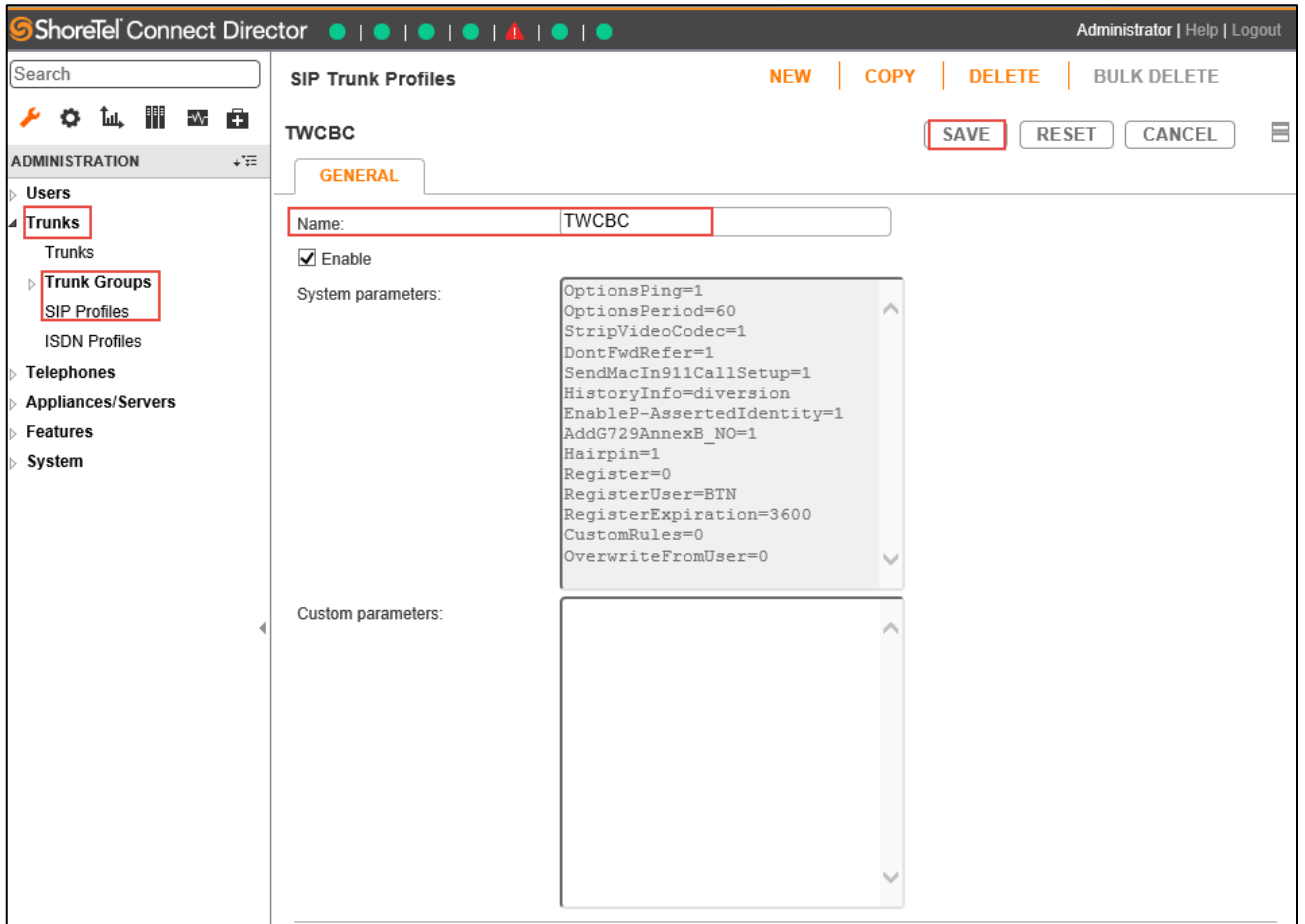 ShoreTel Connect Director | | | | | | Administrator | Help | Logout
Search
SIP Trunk Profiles NEW COPY DELETE BULK DELETE
TWCBC SAVE RESET CANCEL
ADMINISTRATION
GENERAL
Users
Trunks
Trunks
Trunk Groups
SIP Profiles
ISDN Profiles
Telephones
Appliances/Servers
Features
System
Name: TWCBC
Enable
System parameters:
OptionsPing=1
OptionsPeriod=60
StripVideoCodec=1
DontFwdRefer=1
SendMacIn911CallSetup=1
HistoryInfo=diversion
EnableP-AssertedIdentity=1
AddG729AnnexB_NO=1
Hairpin=1
Register=0
RegisterUser=BTN
RegisterExpiration=3600
CustomRules=0
OverwriteFromUser=0
Custom parameters: